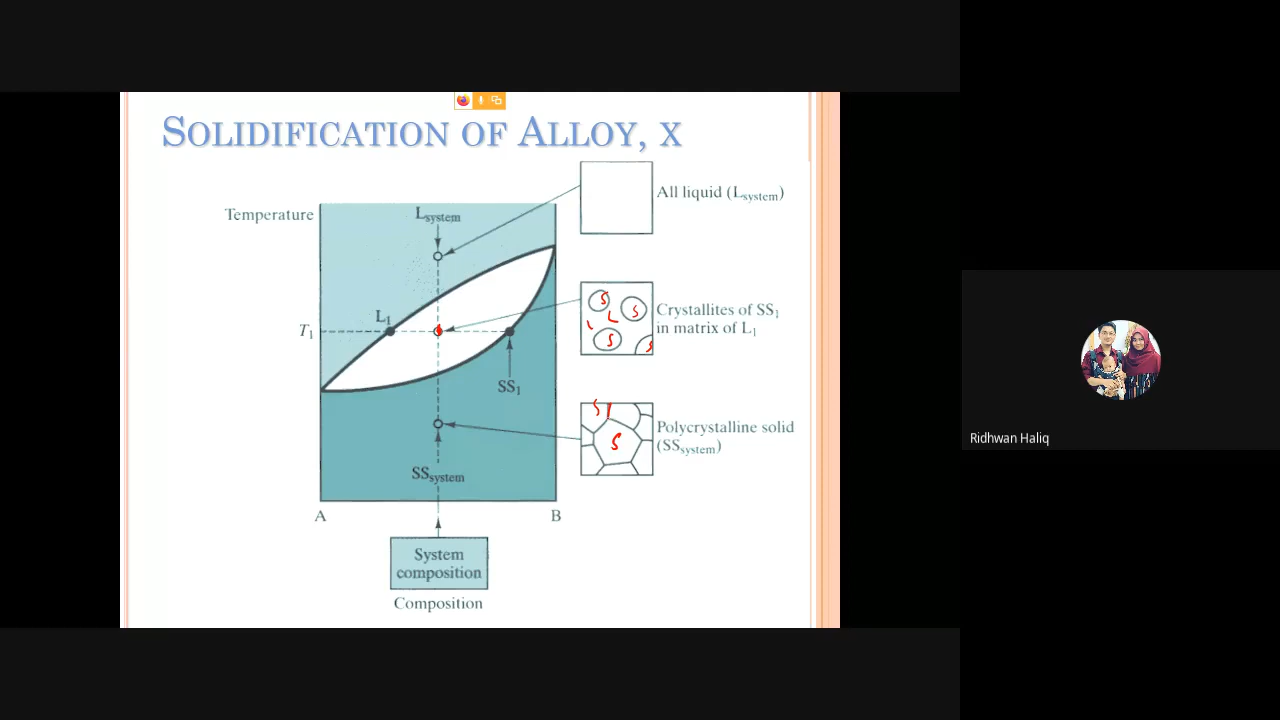 SOLIDIFICATION OF ALLOY, X
All liquid (Lsystem)
Temperature
Lsystem
L1
T1
SS1
S
S
L
L
S
S
Crystallites of SS1
in matrix of L1
S
S
Polycrystalline solid
(SSsystem)
SSsystem
A
B
System
composition
Composition
Ridhwan Haliq